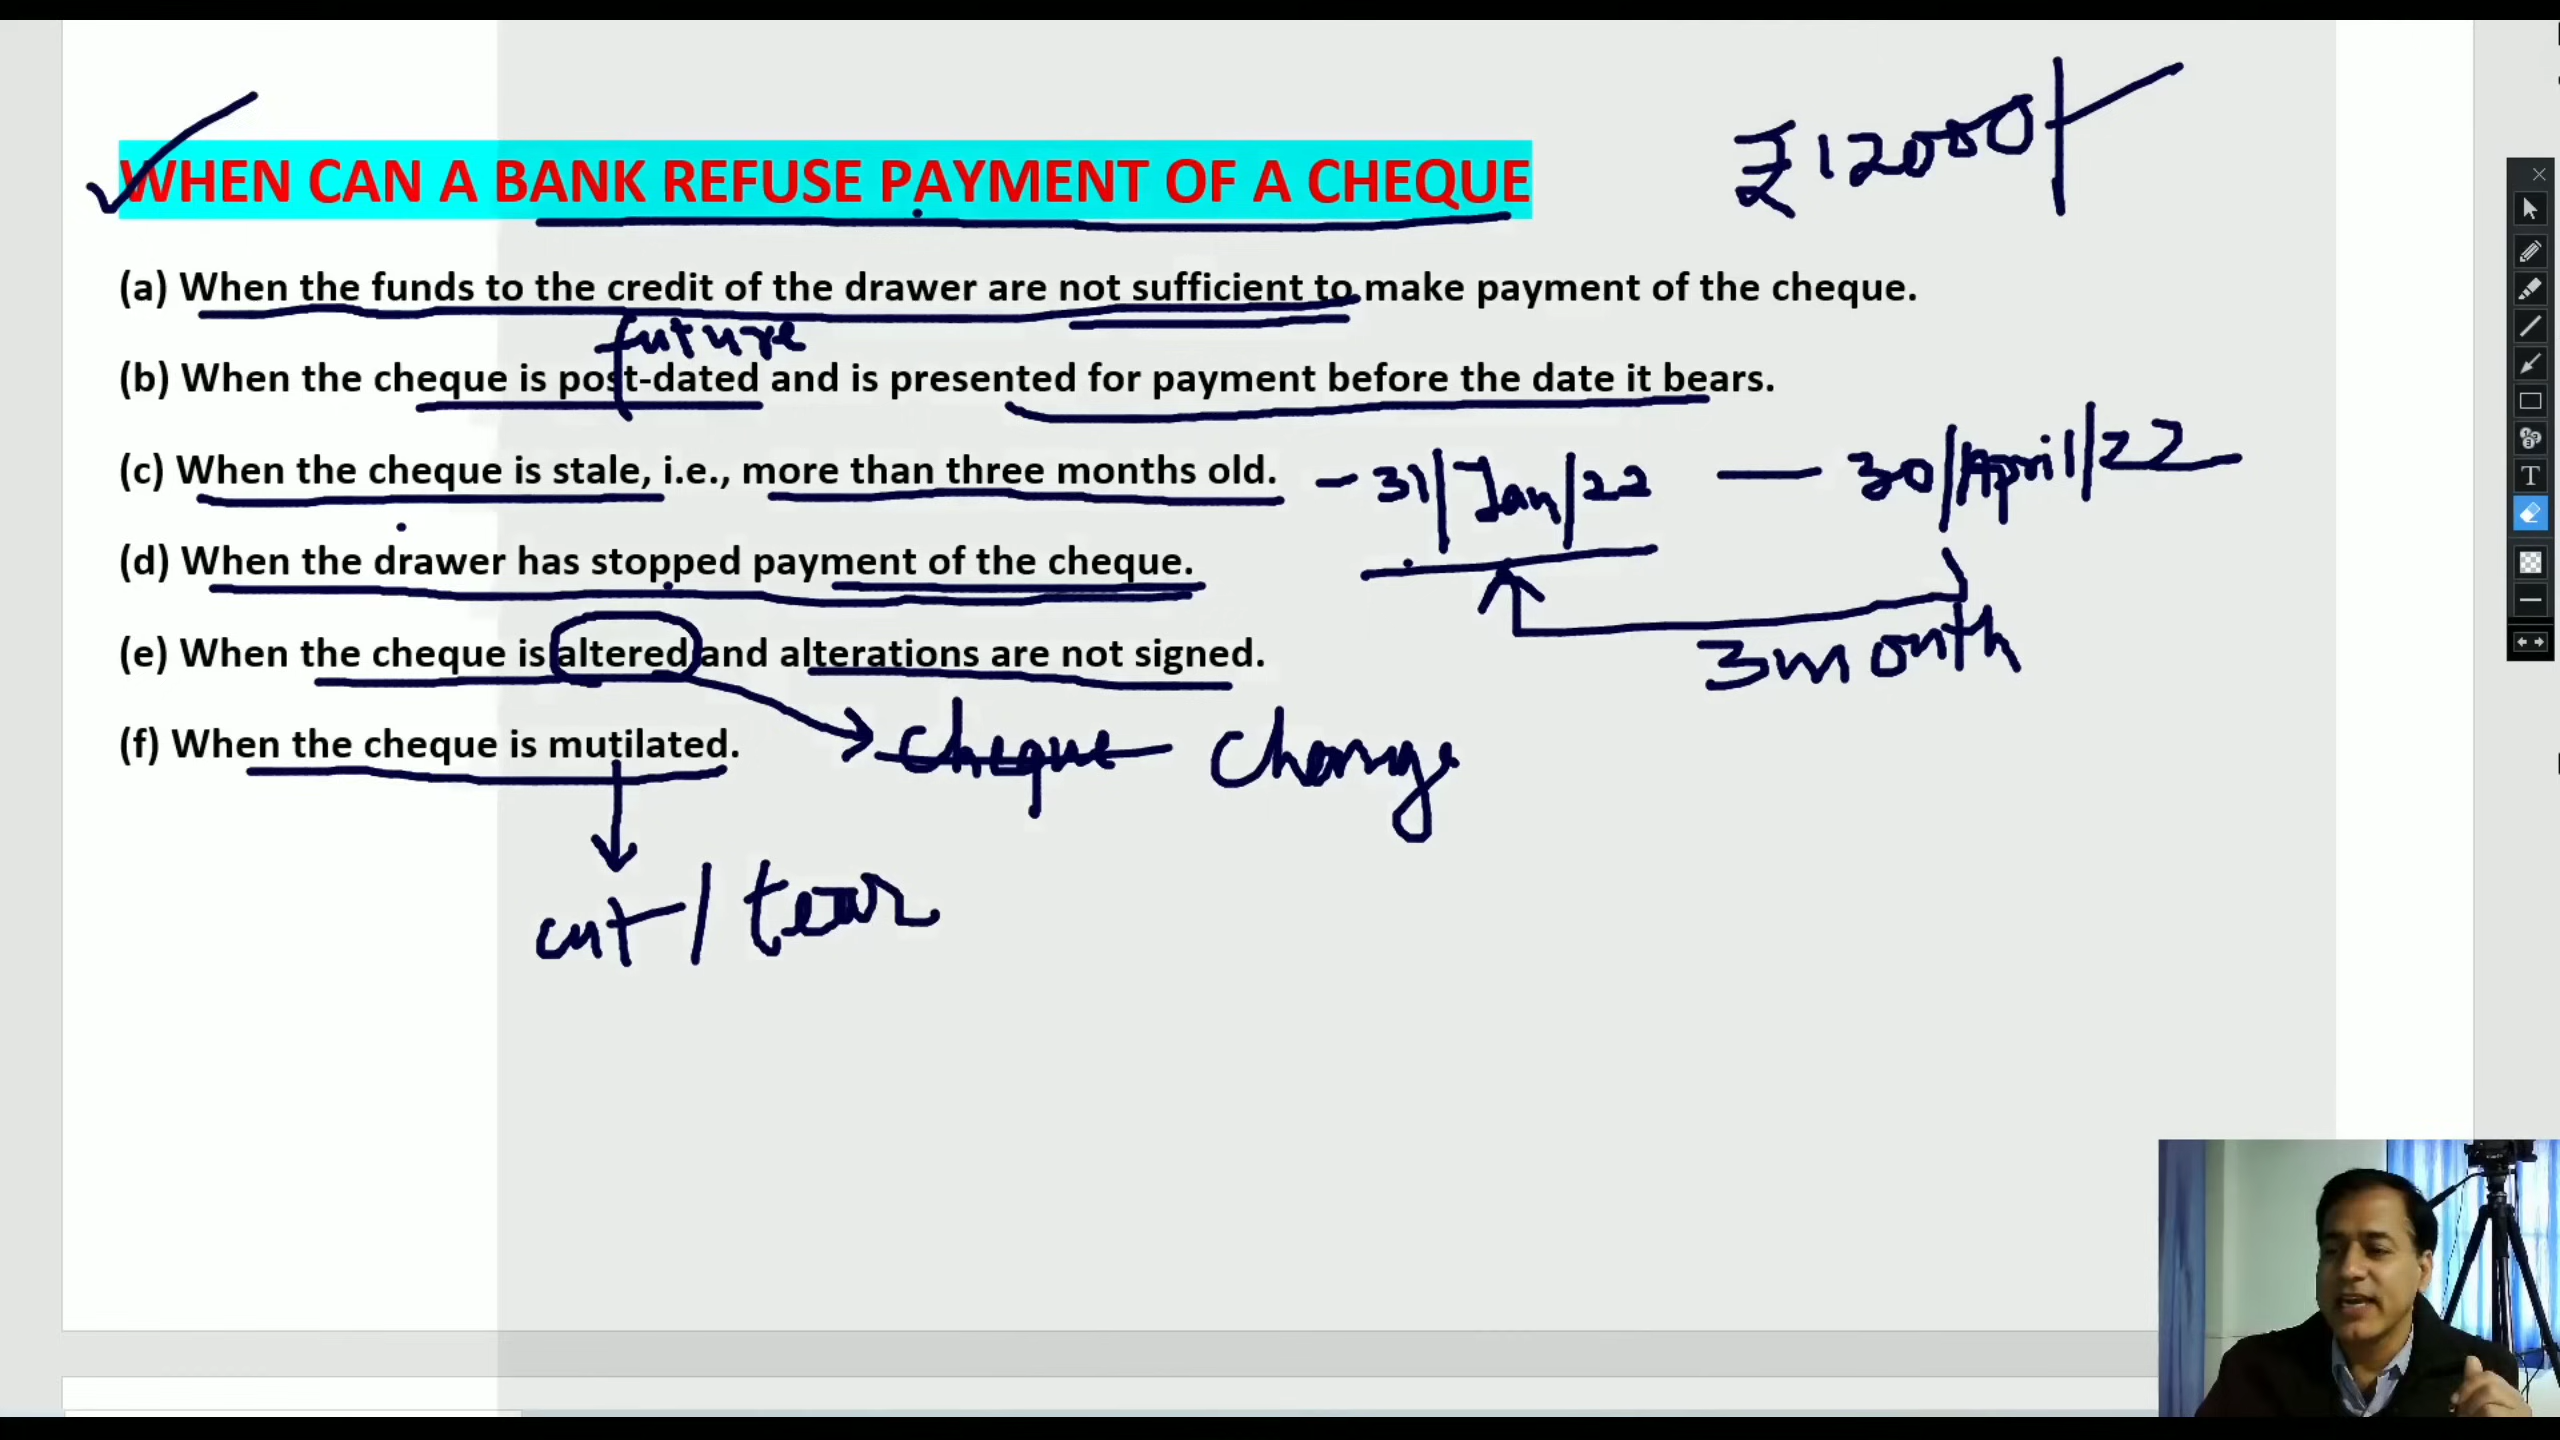 ₹12000/-
WHEN CAN A BANK REFUSE PAYMENT OF A CHEQUE
(a) When the funds to the credit of the drawer are not sufficient to make payment of the cheque.
future
(b) When the cheque is post-dated and is presented for payment before the date it bears.
(c) When the cheque is stale, i.e., more than three months old. - 31/Jan/22 — 30/April/22
(d) When the drawer has stopped payment of the cheque.
3 month
(e) When the cheque is altered and alterations are not signed.
(f) When the cheque is mutilated.
cheque change
cut / tear
T